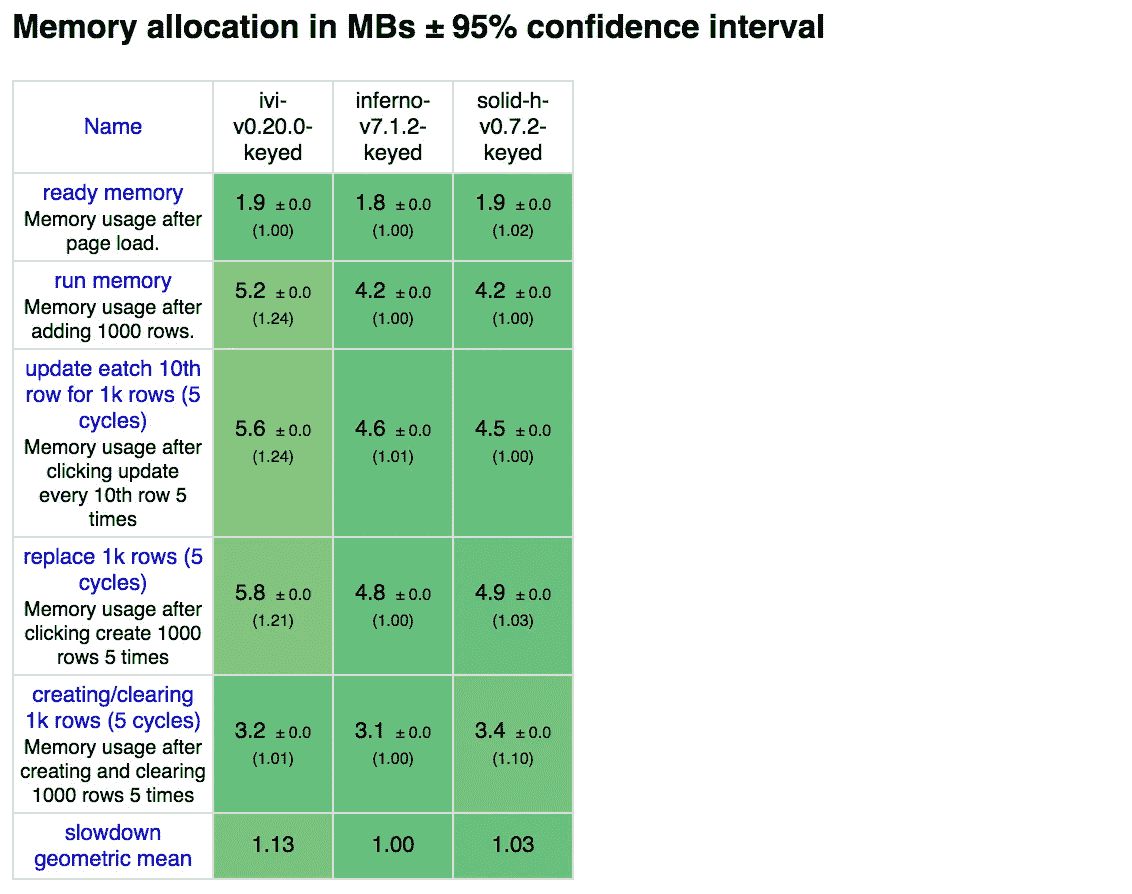 Memory allocation in MBs ± 95% confidence interval
Name
ivi-
v0.20.0-
keyed
inferno-
v7.1.2-
keyed
solid-h-
v0.7.2-
keyed
ready memory
Memory usage after
page load.
1.9 ± 0.0
(1.00)
1.8 ± 0.0
(1.00)
1.9 ± 0.0
(1.02)
run memory
Memory usage after
adding 1000 rows.
5.2 ± 0.0
(1.24)
4.2 ± 0.0
(1.00)
4.2 ± 0.0
(1.00)
update eatch 10th
row for 1k rows (5
cycles)
Memory usage after
clicking update
every 10th row 5
times
5.6 ± 0.0
(1.24)
4.6 ± 0.0
(1.01)
4.5 ± 0.0
(1.00)
replace 1k rows (5
cycles)
Memory usage after
clicking create 1000
rows 5 times
5.8 ± 0.0
(1.21)
4.8 ± 0.0
(1.00)
4.9 ± 0.0
(1.03)
creating/clearing
1k rows (5 cycles)
Memory usage after
creating and clearing
1000 rows 5 times
3.2 ± 0.0
(1.01)
3.1 ± 0.0
(1.00)
3.4 ± 0.0
(1.10)
slowdown
geometric mean
1.13
1.00
1.03